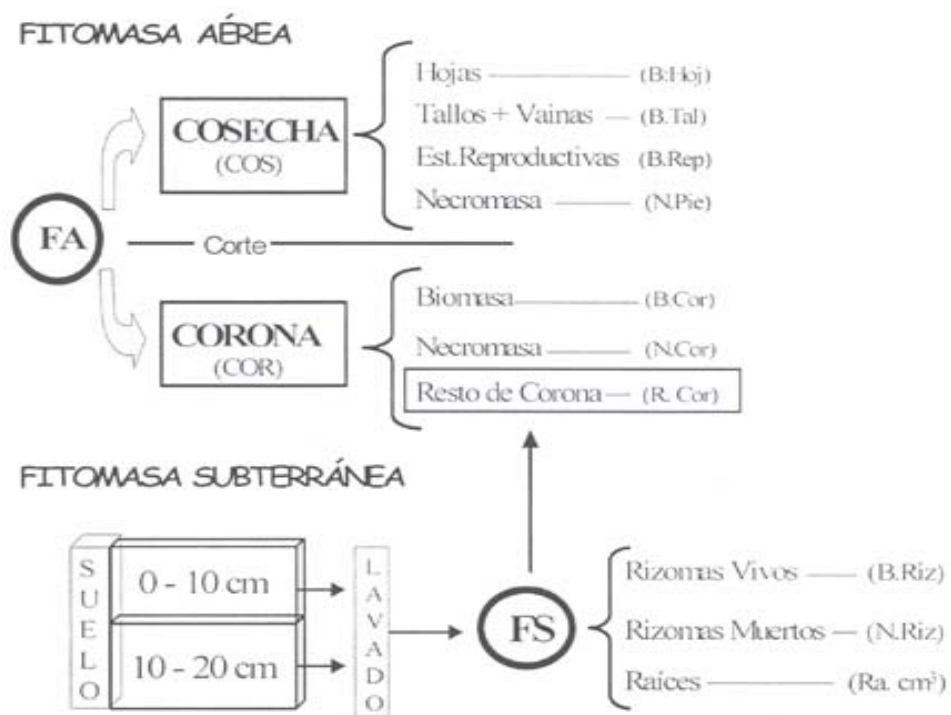 FITOMASA AÉREA
COSECHA
(COS)
Hojas (B:Hoj)
Tallos + Vainas (B.Tal)
Est.Reproductivas (B.Rep)
Necromasa (N.Pie)
FA
Corte
CORONA
(COR)
Biomasa (B.Cor)
Necromasa (N.Cor)
Resto de Corona (R. Cor)
FITOMASA SUBTERRÁNEA
SUELO
0 - 10 cm
10 - 20 cm
LAVADO
FS
Rizomas Vivos (B.Riz)
Rizomas Muertos (N.Riz)
Raíces (Ra. cm³)